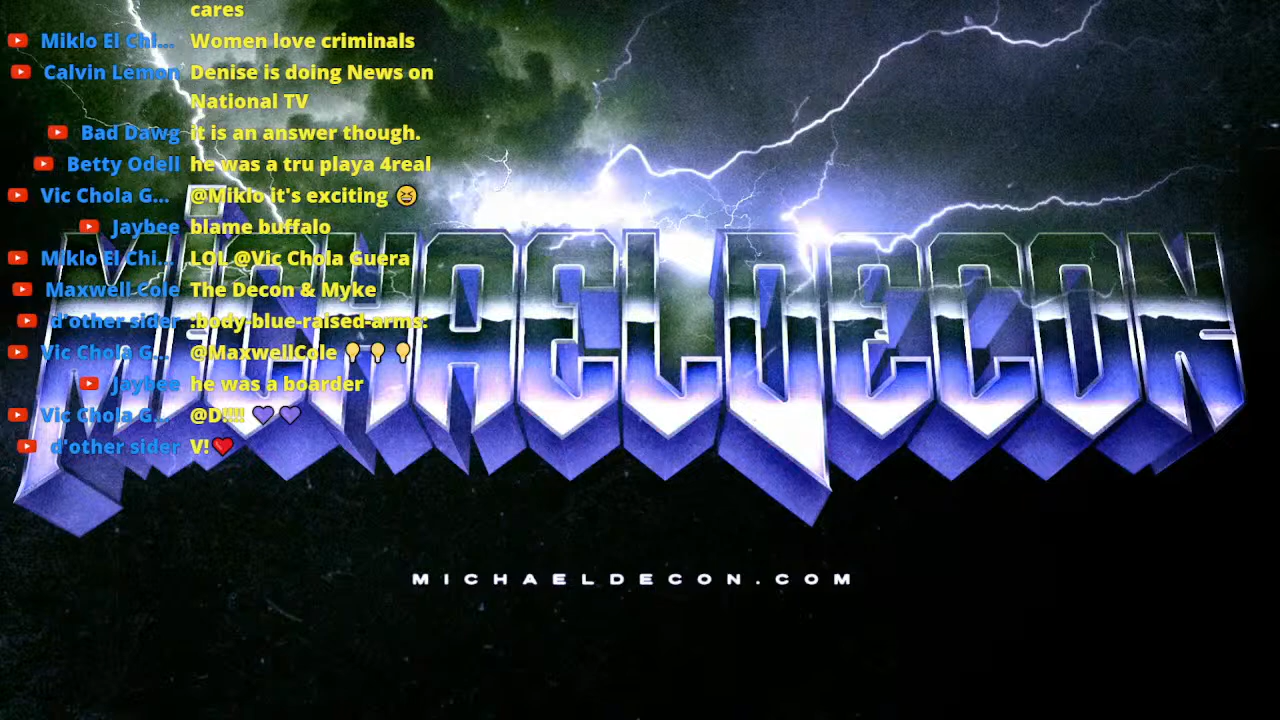 cares
Miklo El Chi... Women love criminals
Calvin Lemon Denise is doing News on
National TV
Bad Dawg it is an answer though.
Betty Odell he was a tru playa 4real
Vic Chola G... @Miklo it's exciting 😆
Jaybee blame buffalo
Miklo El Chi... LOL @Vic Chola Guera
Maxwell Cole The Decon & Myke
d'other sider :body-blue-raised-arms:
Vic Chola G... @MaxwellCole 👇👇👇
Jaybee he was a boarder
Vic Chola G... @D!!!! 💜💜
d'other sider V!❤️
MICHAEL DECON
MICHAELDECON.COM